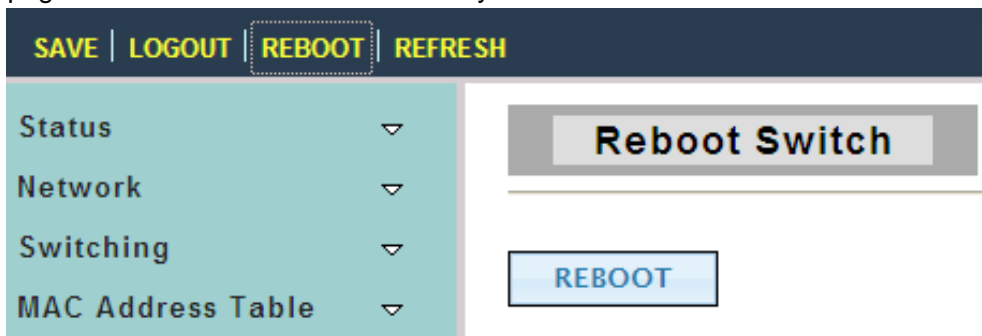 SAVE | LOGOUT | REBOOT | REFRESH
Status
Network
Switching
MAC Address Table
Reboot Switch
REBOOT